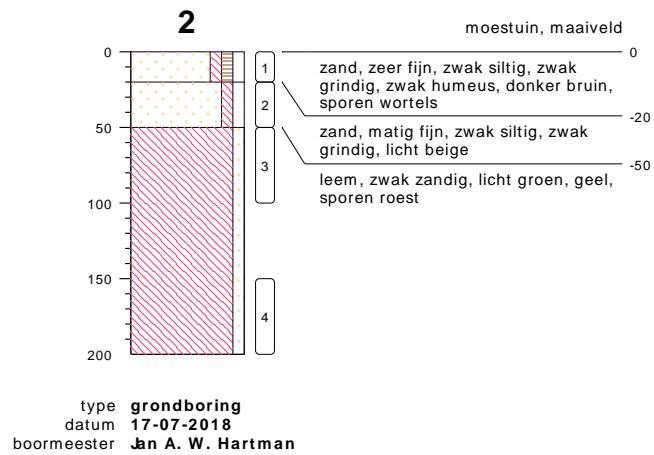 2
moestuin, maaiveld
0
50
100
150
200
1
2
3
4
0
zand, zeer fijn, zwak siltig, zwak
grindig, zwak humeus, donker bruin,
sporen wortels
-20
zand, matig fijn, zwak siltig, zwak
grindig, licht beige
-50
leem, zwak zandig, licht groen, geel,
sporen roest
type grondboring
datum 17-07-2018
boormeester Jan A. W. Hartman